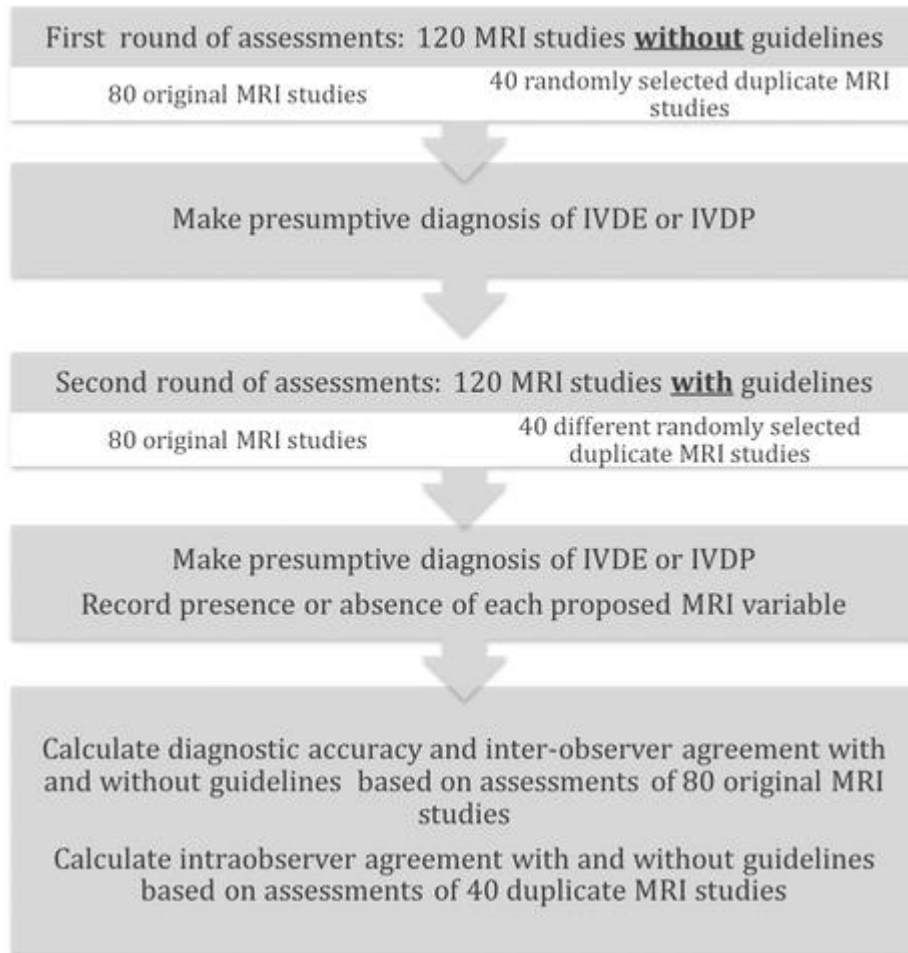 First round of assessments: 120 MRI studies without guidelines
80 original MRI studies
40 randomly selected duplicate MRI
studies
Make presumptive diagnosis of IVDE or IVDP
Second round of assessments: 120 MRI studies with guidelines
80 original MRI studies
40 different randomly selected
duplicate MRI studies
Make presumptive diagnosis of IVDE or IVDP
Record presence or absence of each proposed MRI variable
Calculate diagnostic accuracy and inter-observer agreement with
and without guidelines based on assessments of 80 original MRI
studies
Calculate intraobserver agreement with and without guidelines
based on assessments of 40 duplicate MRI studies